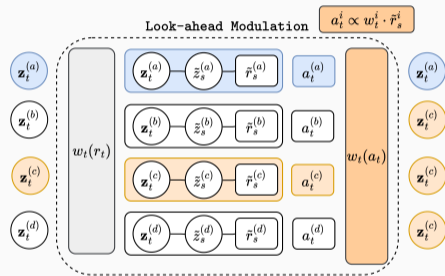 Look-ahead Modulation
a_t^i ∝ w_t^i · r̃_s^i
z_t^(a) z_t^(a) z̃_s^(a) r̃_s^(a) a_t^(a) z_t^(a)
z_t^(b) z_t^(b) z̃_s^(b) r̃_s^(b) a_t^(b) z_t^(c)
w_t(r_t) w_t(a_t)
z_t^(c) z_t^(c) z̃_s^(c) r̃_s^(c) a_t^(c) z_t^(c)
z_t^(d) z_t^(d) z̃_s^(d) r̃_s^(d) a_t^(d) z_t^(c)